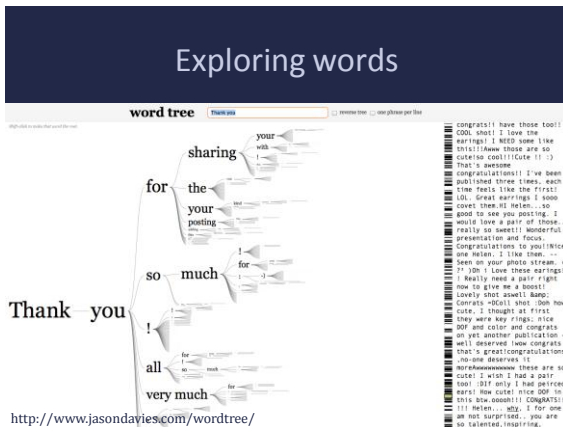 Exploring words
word tree
Thank you
reverse tree
one phrase per line
Thank
you
for
sharing
your
with
!
the
your
posting
so
much
!
for
!
all
for
!
so
much
very much
for
http://www.jasondavies.com/wordtree/
congrats!! have those too!!
COOL shot! I love the
earings! I NEED some like
this!!!Awww those are so
cute!so cool!!!Cute !! :)
That's awesome
congratulations!! I've been
published three times, each
time feels like the first!
LOL. Great earrings I sooo
covet them.HI Helen...so
good to see you posting. I
would love a pair of those..
really so sweet!! Wonderful
presentation and focus.
Congratulations to you!!Nice
one Helen. I like them. --
Seen on your photo stream.
)Oh i Love these earings!
! Really need a pair right
now to give me a boost!
Lovely shot aswell &amp;
Conrats =DColl shot :Doh how
cute, I thought at first
they were key rings; nice
DOF and color and congrats
on yet another publication -
well deserved !wow congrats
that's great!congratulations
,no-one deserves it
moreAwwwwwwwww these are so
cute! I wish I had a pair
too! :DIf only I had peirced
ears! How cute! nice DOF in
this btw.ooohh!!! CONgRATS!!
!!! Helen... why, I for one
am not surprised.. you are
so talented,inspiring,